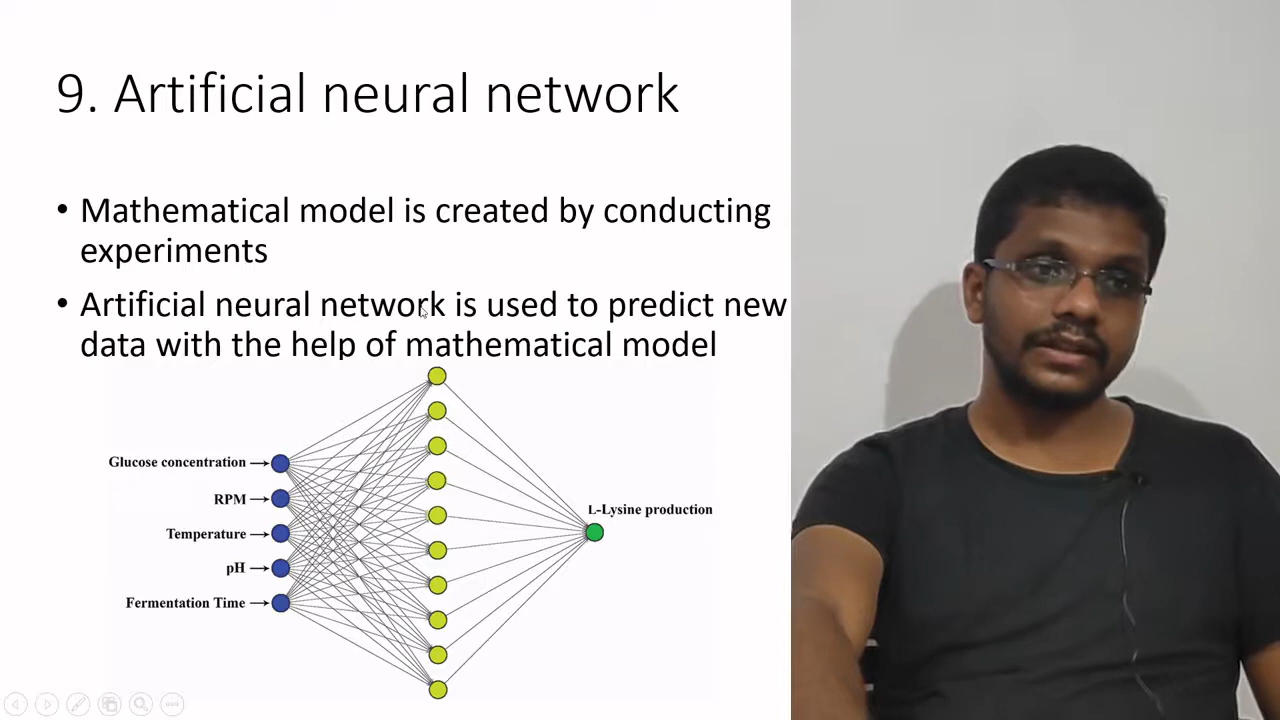 9. Artificial neural network
• Mathematical model is created by conducting
experiments
• Artificial neural network is used to predict new
data with the help of mathematical model
Glucose concentration
RPM
Temperature
pH
Fermentation Time
L-Lysine production